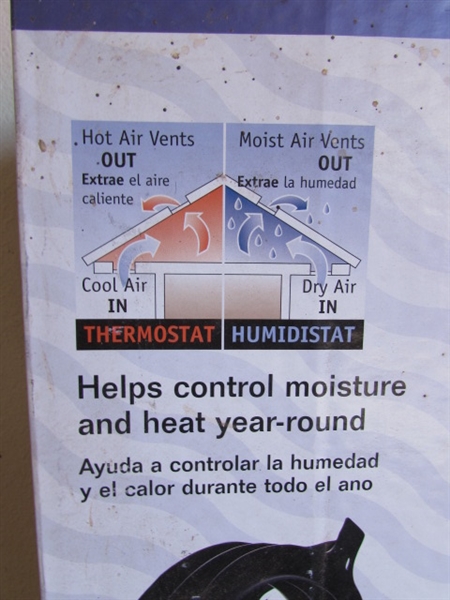 Hot Air Vents
OUT
Extrae el aire
caliente
Moist Air Vents
OUT
Extrae la humedad
Cool Air
IN
Dry Air
IN
THERMOSTAT
HUMIDISTAT
Helps control moisture
and heat year-round
Ayuda a controlar la humedad
y el calor durante todo el ano